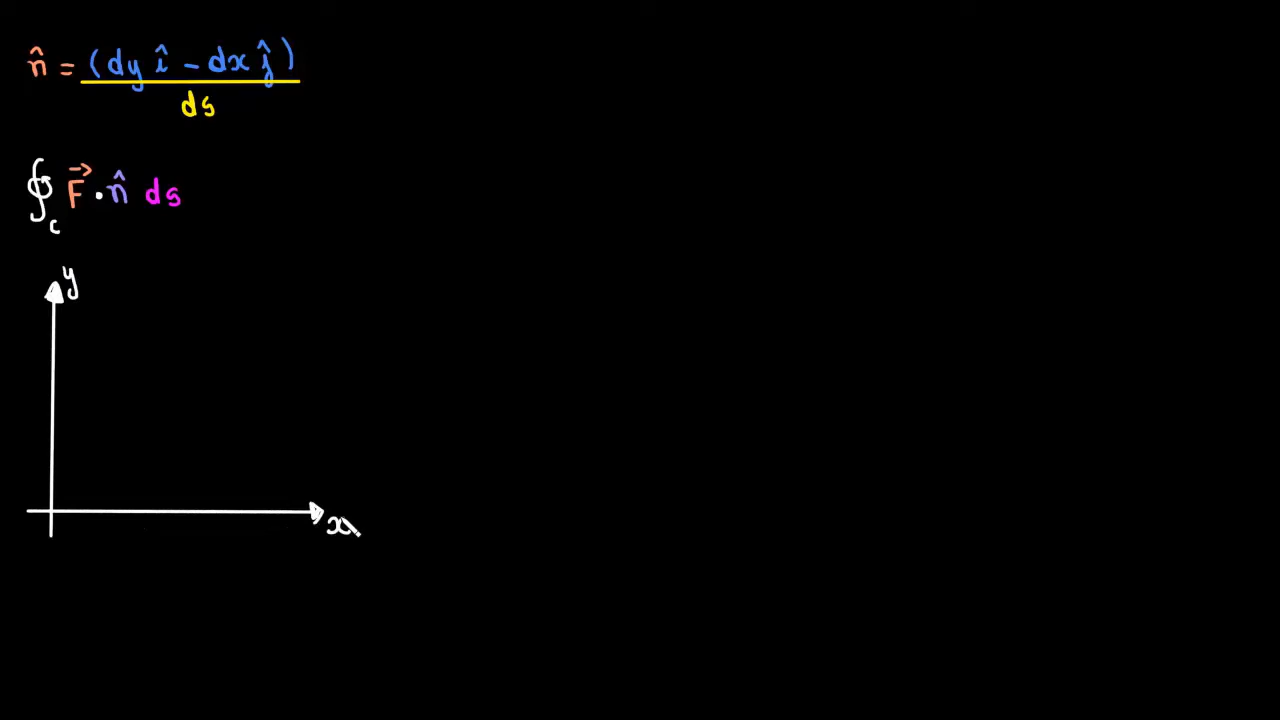 n̂ = (dy î − dx ĵ) / ds
∮c F⃗ · n̂ ds
y
x